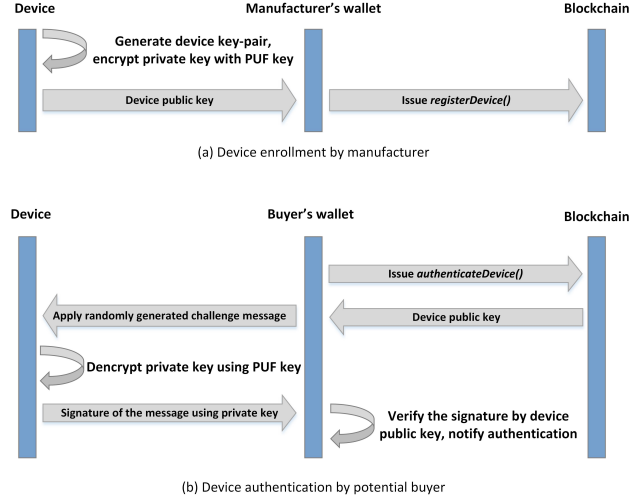 Device
Manufacturer's wallet
Blockchain
Generate device key-pair,
encrypt private key with PUF key
Device public key
Issue registerDevice()
(a) Device enrollment by manufacturer
Device
Buyer's wallet
Blockchain
Issue authenticateDevice()
Apply randomly generated challenge message
Device public key
Dencrypt private key using PUF key
Signature of the message using private key
Verify the signature by device
public key, notify authentication
(b) Device authentication by potential buyer